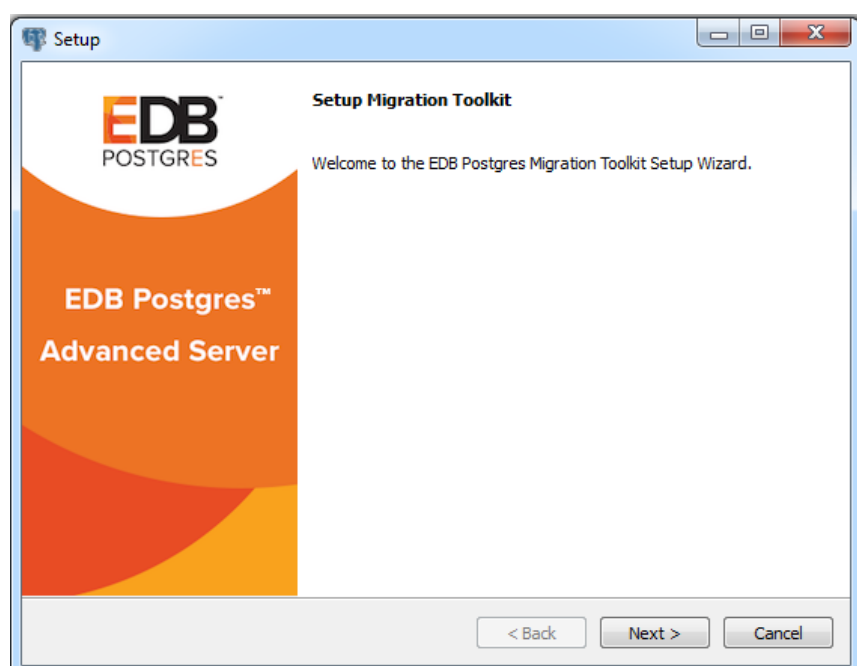 Setup
EDB™
POSTGRES
EDB Postgres™
Advanced Server
Setup Migration Toolkit
Welcome to the EDB Postgres Migration Toolkit Setup Wizard.
< Back
Next >
Cancel